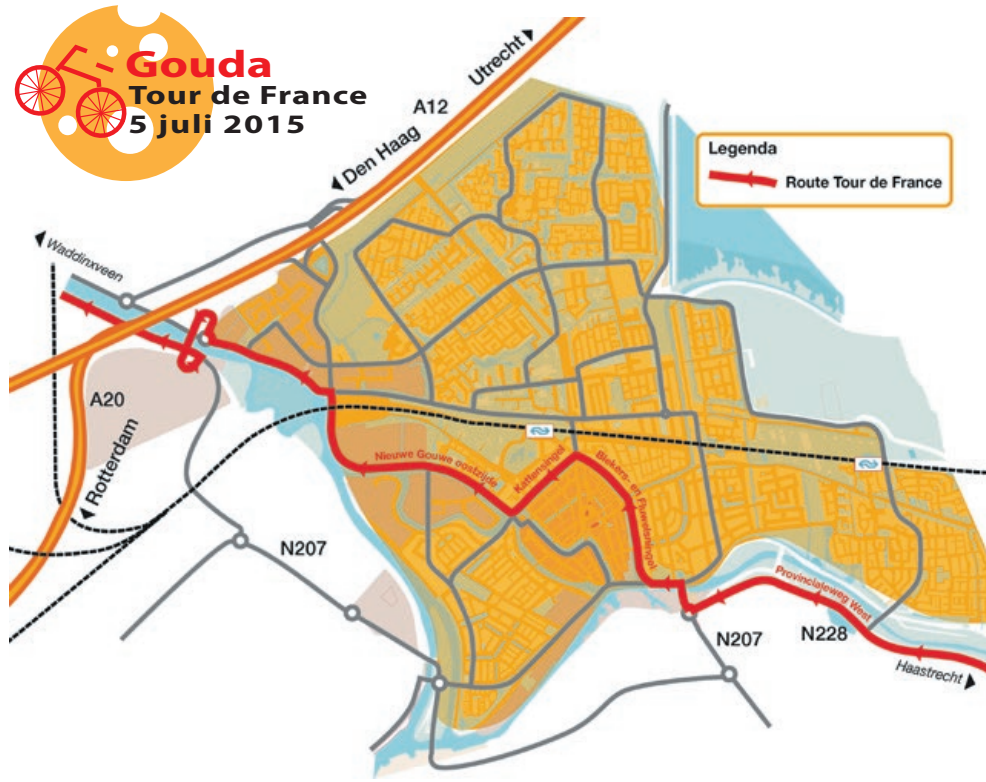 Gouda
Tour de France
5 juli 2015
Utrecht
A12
Den Haag
Legenda
Route Tour de France
Waddinxveen
A20
Rotterdam
Nieuwe Gouwe oostzijde
Kattensingel
Blekers- en Fluwelsingel
N207
Provincialeweg West
N207
N228
Haastrecht